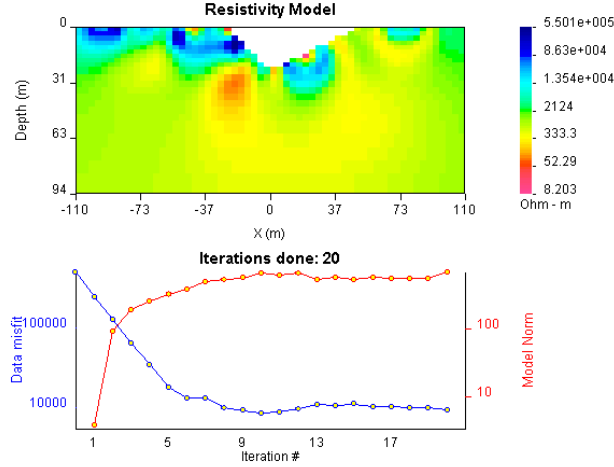 Resistivity Model
0
31
63
94
Depth (m)
-110 -73 -37 0 37 73 110
X (m)
5.501e+005
8.63e+004
1.354e+004
2124
333.3
52.29
8.203
Ohm - m
Iterations done: 20
100000
10000
Data misfit
100
10
Model Norm
1 5 9 13 17
Iteration #